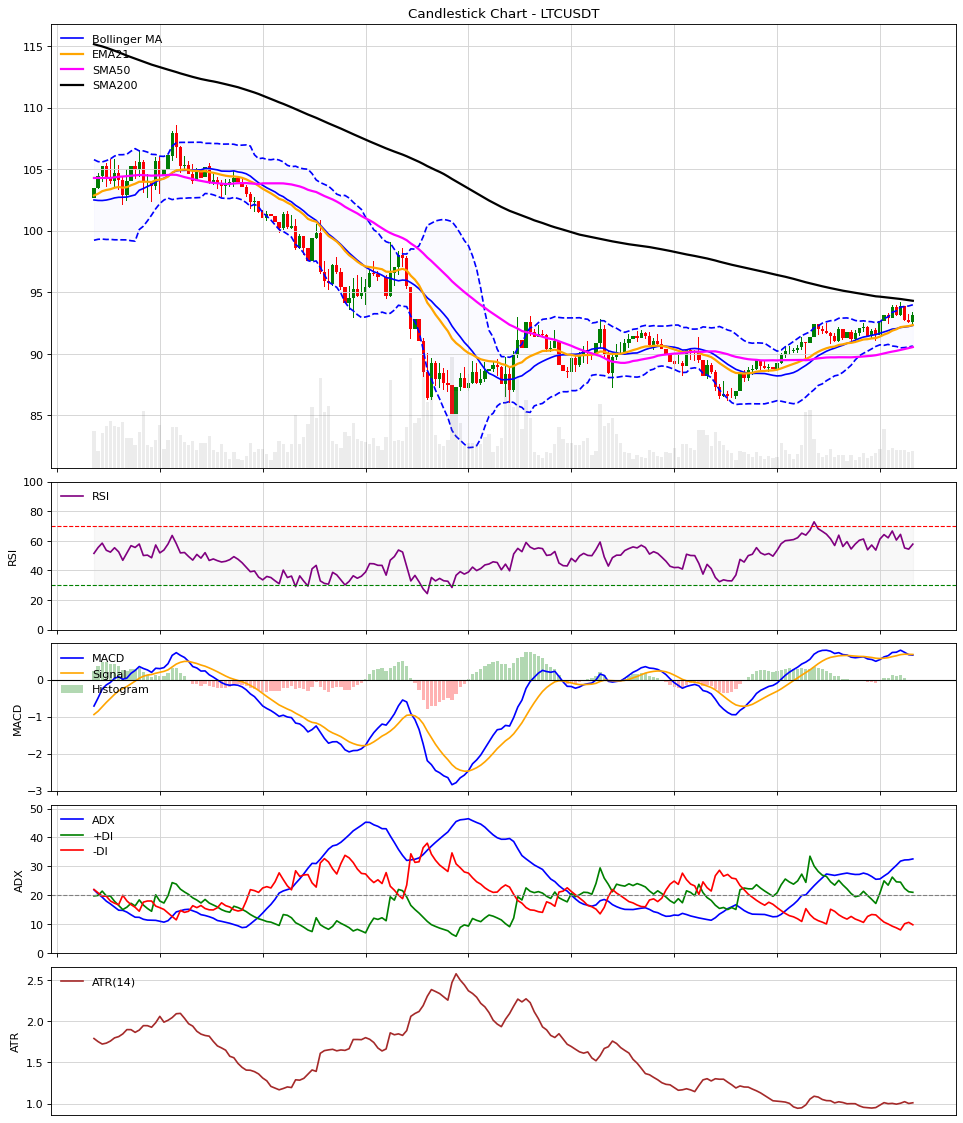 Candlestick Chart - LTCUSDT
Bollinger MA
EMA21
SMA50
SMA200
115
110
105
100
95
90
85
RSI
RSI
100
80
60
40
20
0
MACD
Signal
Histogram
MACD
0
−1
−2
−3
ADX
+DI
-DI
ADX
50
40
30
20
10
0
ATR(14)
ATR
2.5
2.0
1.5
1.0